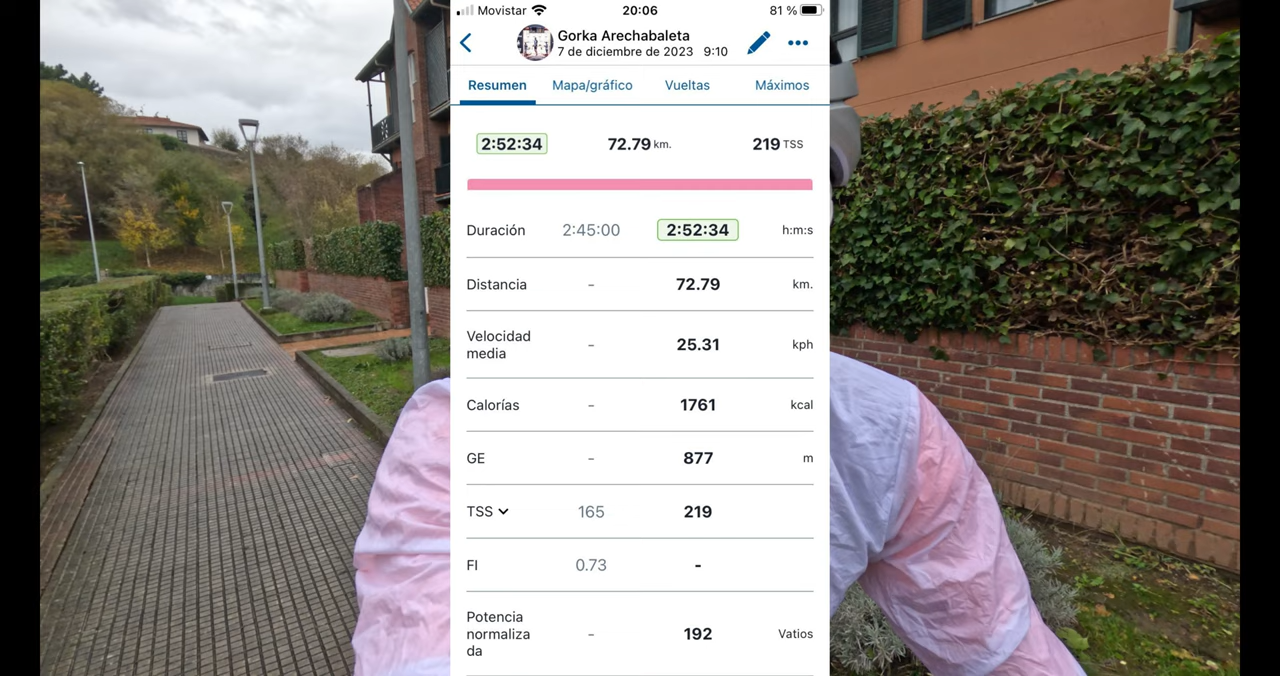 Movistar 20:06 81 %
Gorka Arechabaleta
7 de diciembre de 2023 9:10
Resumen Mapa/gráfico Vueltas Máximos
2:52:34 72.79 km. 219 TSS
Duración 2:45:00 2:52:34 h:m:s
Distancia - 72.79 km.
Velocidad
media - 25.31 kph
Calorías - 1761 kcal
GE - 877 m
TSS 165 219
FI 0.73 -
Potencia
normaliza - 192 Vatios
da